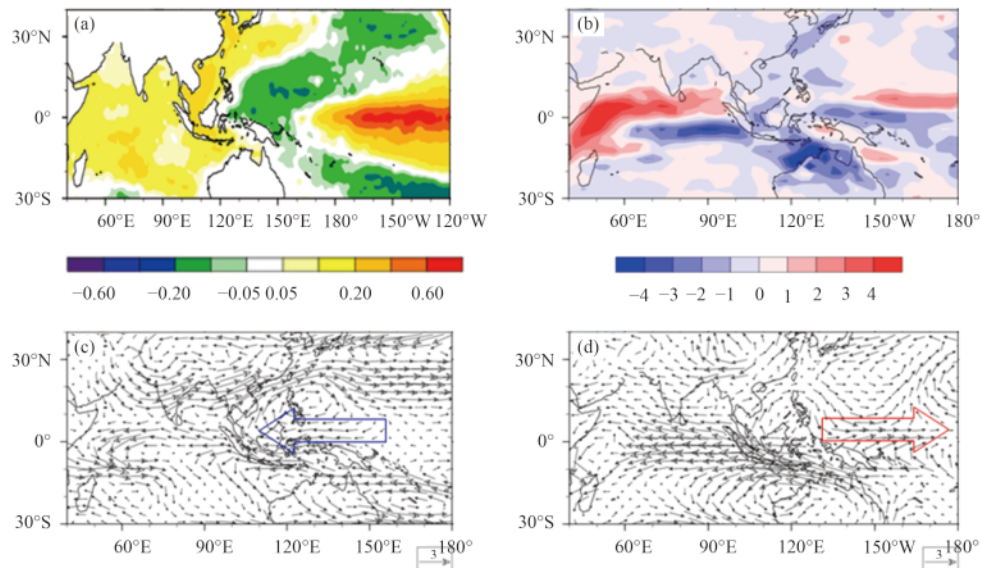 (a)
(b)
30°N
0°
30°S
60°E 90°E 120°E 150°E 180° 150°W 120°W
30°N
0°
30°S
60°E 90°E 120°E 150°W 180°
−0.60 −0.20 −0.05 0.05 0.20 0.60
−4 −3 −2 −1 0 1 2 3 4
(c)
(d)
30°N
0°
30°S
60°E 90°E 120°E 150°E 180°
3
30°N
0°
30°S
60°E 90°E 120°E 150°W 180°
3